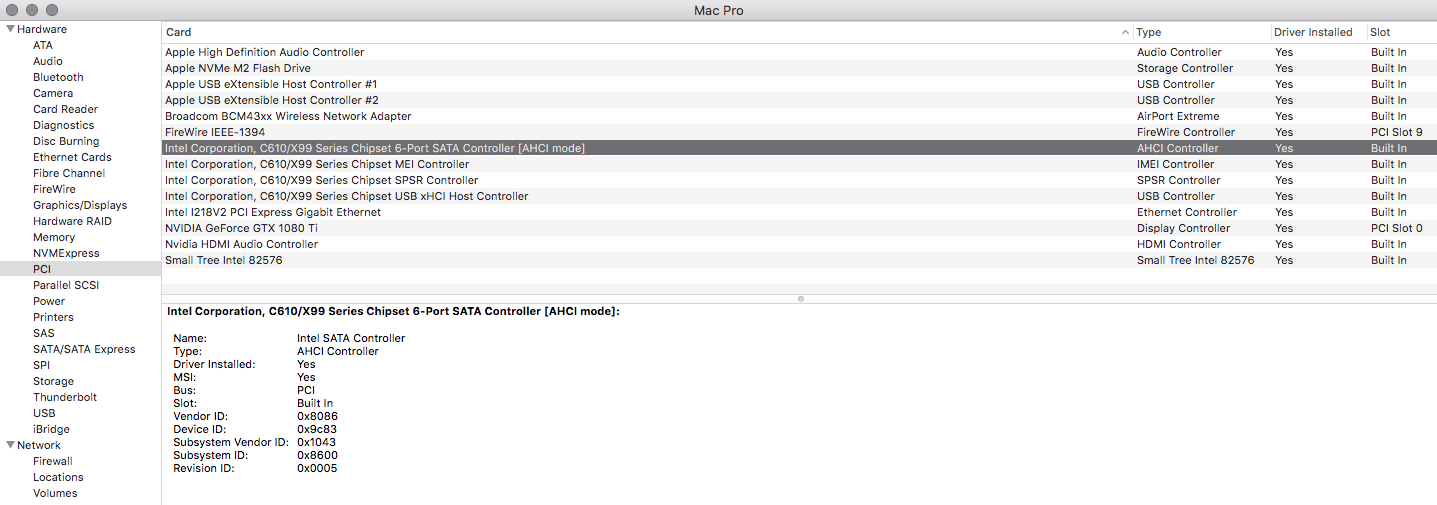 Mac Pro
Hardware
ATA
Audio
Bluetooth
Camera
Card Reader
Diagnostics
Disc Burning
Ethernet Cards
Fibre Channel
FireWire
Graphics/Displays
Hardware RAID
Memory
NVMExpress
PCI
Parallel SCSI
Power
Printers
SAS
SATA/SATA Express
SPI
Storage
Thunderbolt
USB
iBridge
Network
Firewall
Locations
Volumes
Card Type Driver Installed Slot
Apple High Definition Audio Controller Audio Controller Yes Built In
Apple NVMe M2 Flash Drive Storage Controller Yes Built In
Apple USB eXtensible Host Controller #1 USB Controller Yes Built In
Apple USB eXtensible Host Controller #2 USB Controller Yes Built In
Broadcom BCM43xx Wireless Network Adapter AirPort Extreme Yes Built In
FireWire IEEE-1394 FireWire Controller Yes PCI Slot 9
Intel Corporation, C610/X99 Series Chipset 6-Port SATA Controller [AHCI mode] AHCI Controller Yes Built In
Intel Corporation, C610/X99 Series Chipset MEI Controller IMEI Controller Yes Built In
Intel Corporation, C610/X99 Series Chipset SPSR Controller SPSR Controller Yes Built In
Intel Corporation, C610/X99 Series Chipset USB xHCI Host Controller USB Controller Yes Built In
Intel I218V2 PCI Express Gigabit Ethernet Ethernet Controller Yes Built In
NVIDIA GeForce GTX 1080 Ti Display Controller Yes PCI Slot 0
Nvidia HDMI Audio Controller HDMI Controller Yes Built In
Small Tree Intel 82576 Small Tree Intel 82576 Yes Built In
Intel Corporation, C610/X99 Series Chipset 6-Port SATA Controller [AHCI mode]:
Name: Intel SATA Controller
Type: AHCI Controller
Driver Installed: Yes
MSI: Yes
Bus: PCI
Slot: Built In
Vendor ID: 0x8086
Device ID: 0x9c83
Subsystem Vendor ID: 0x1043
Subsystem ID: 0x8600
Revision ID: 0x0005